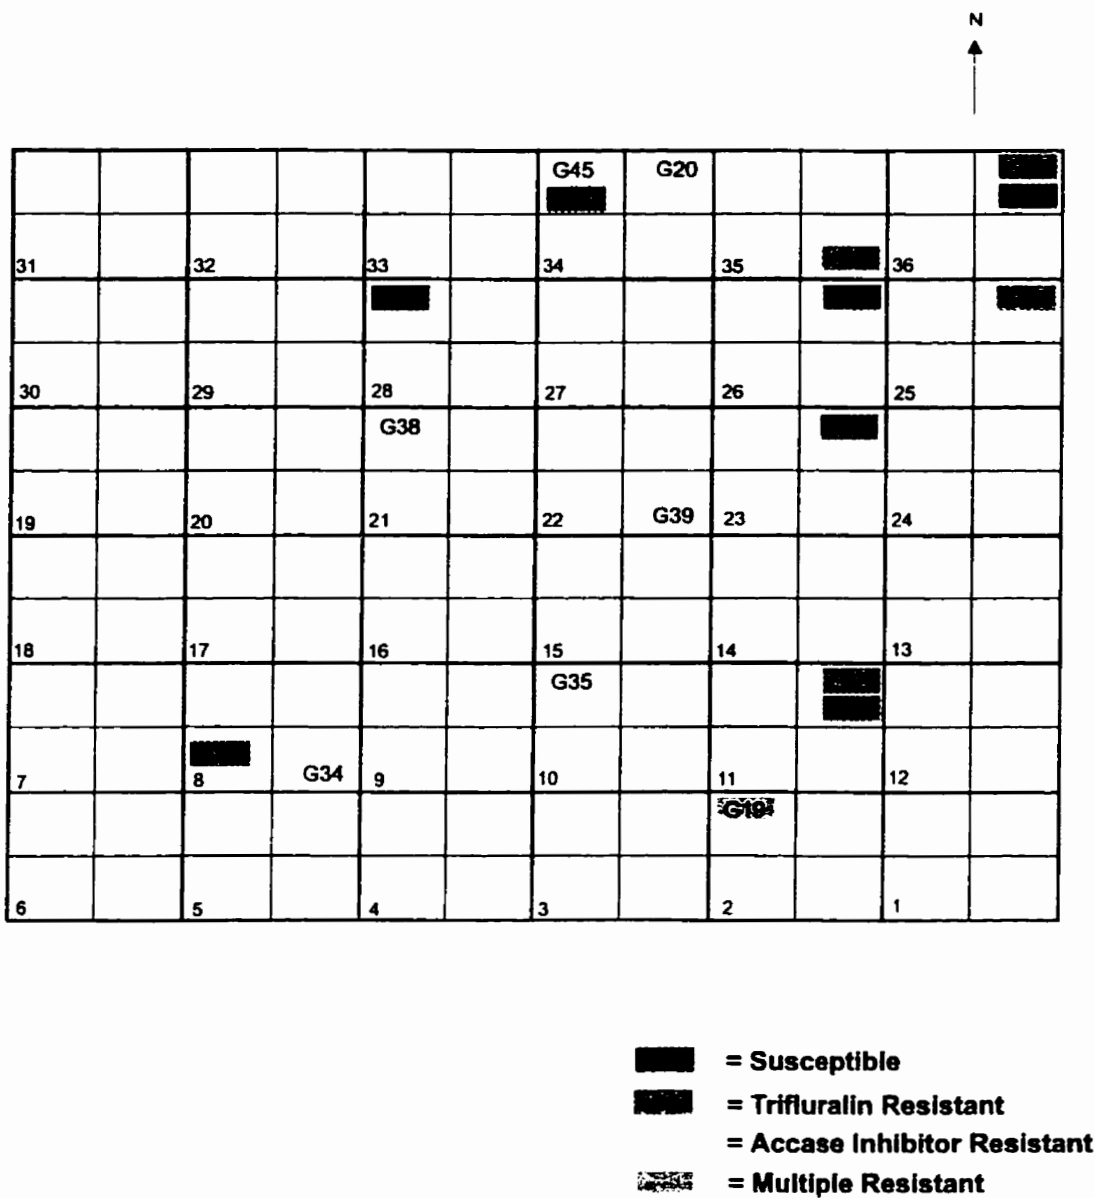 N
G45 G20
31 32 33 34 35 36
30 29 28 27 26 25
G38
19 20 21 22 G39 23 24
18 17 16 15 14 13
G35
7 8 G34 9 10 11 12
G19
6 5 4 3 2 1
= Susceptible
= Trifluralin Resistant
= Accase Inhibitor Resistant
= Multiple Resistant